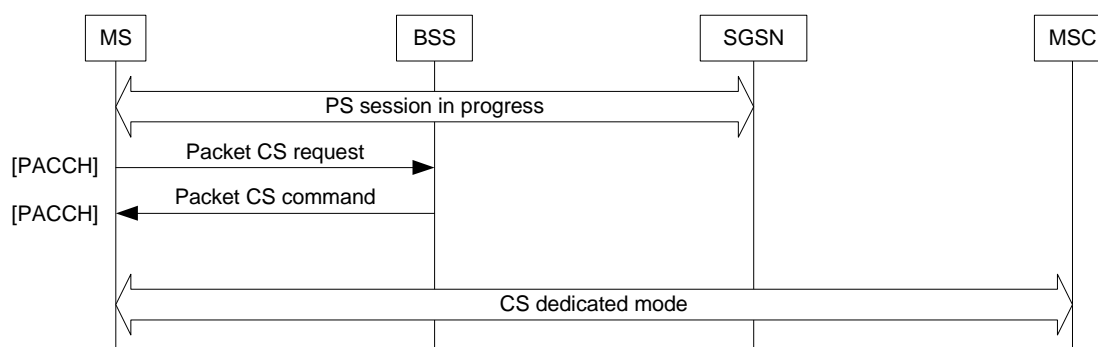 MS
BSS
SGSN
MSC
PS session in progress
[PACCH]
Packet CS request
[PACCH]
Packet CS command
CS dedicated mode